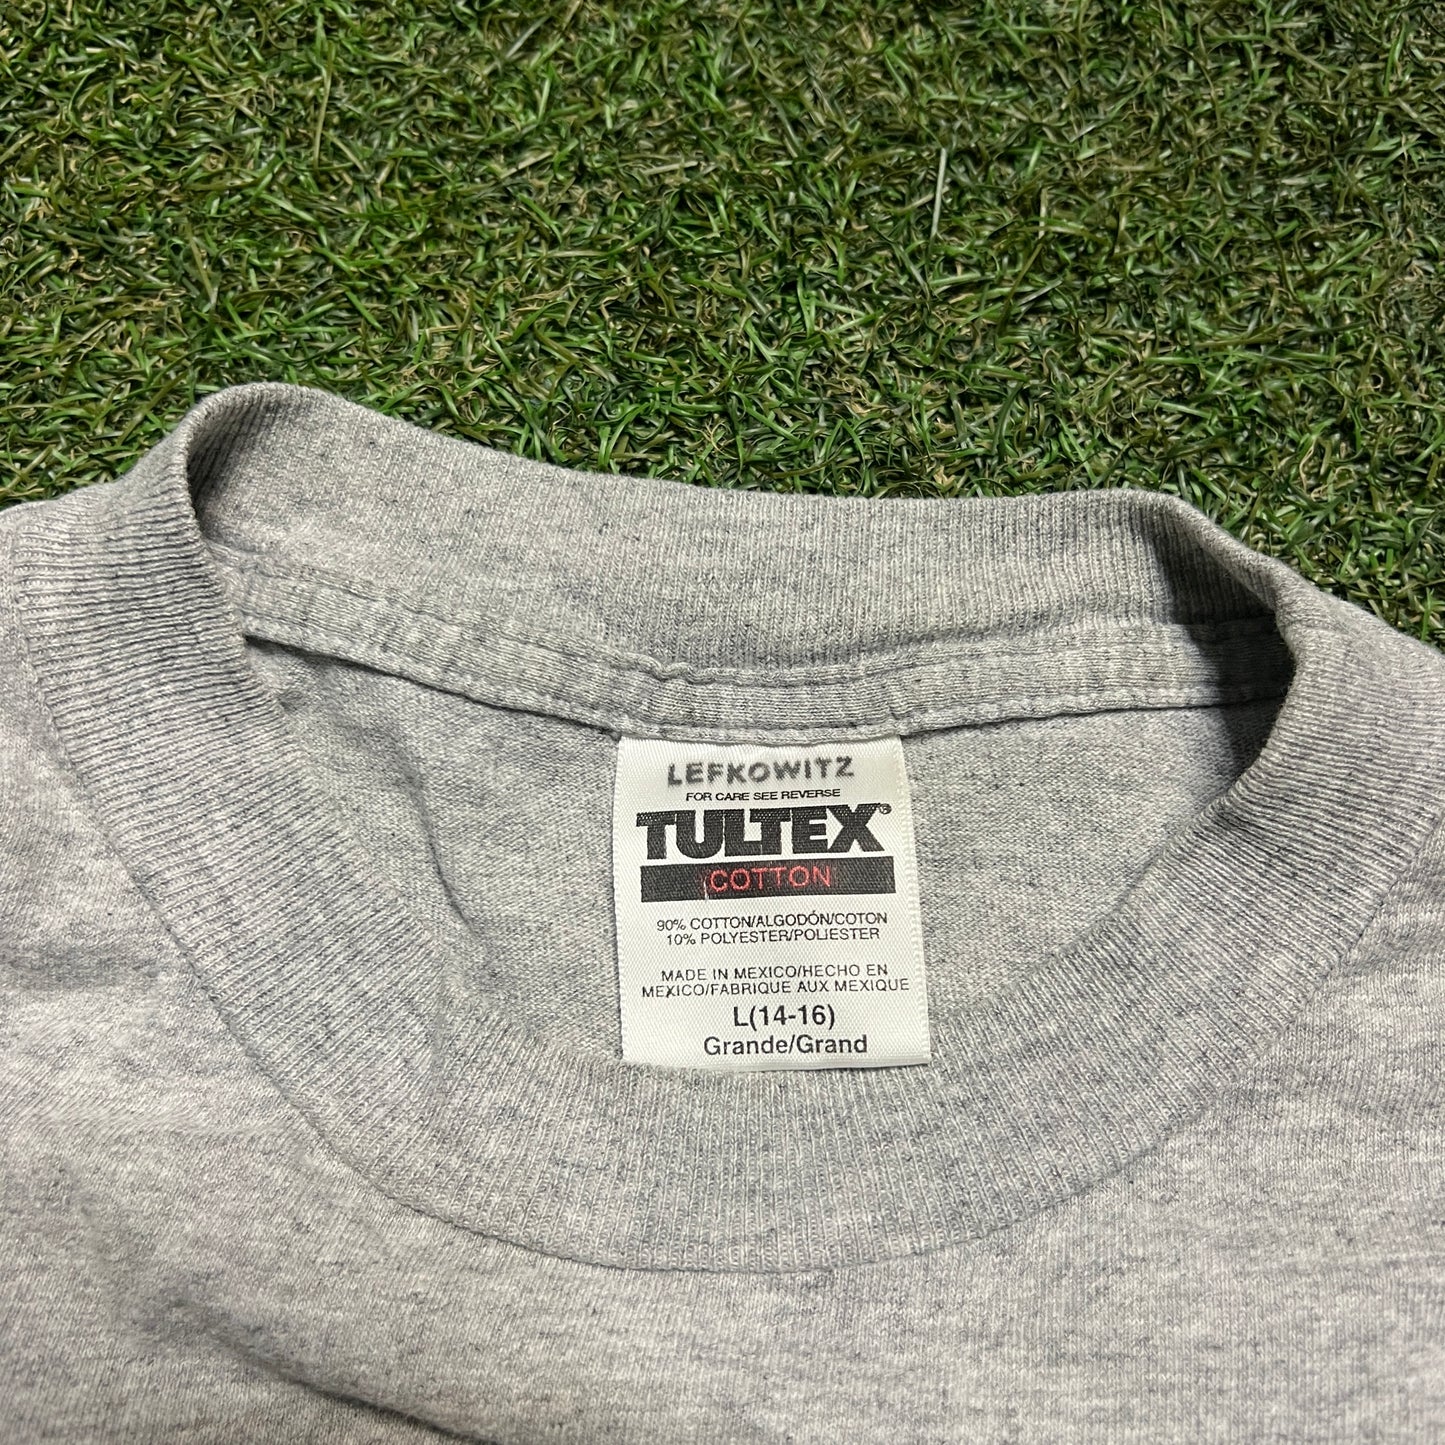 LEFKOWITZ
FOR CARE SEE REVERSE
TULTEX®
COTTON
90% COTTON/ALGODÓN/COTON
10% POLYESTER/POLIESTER
MADE IN MEXICO/HECHO EN
MEXICO/FABRIQUE AUX MEXIQUE
L(14-16)
Grande/Grand